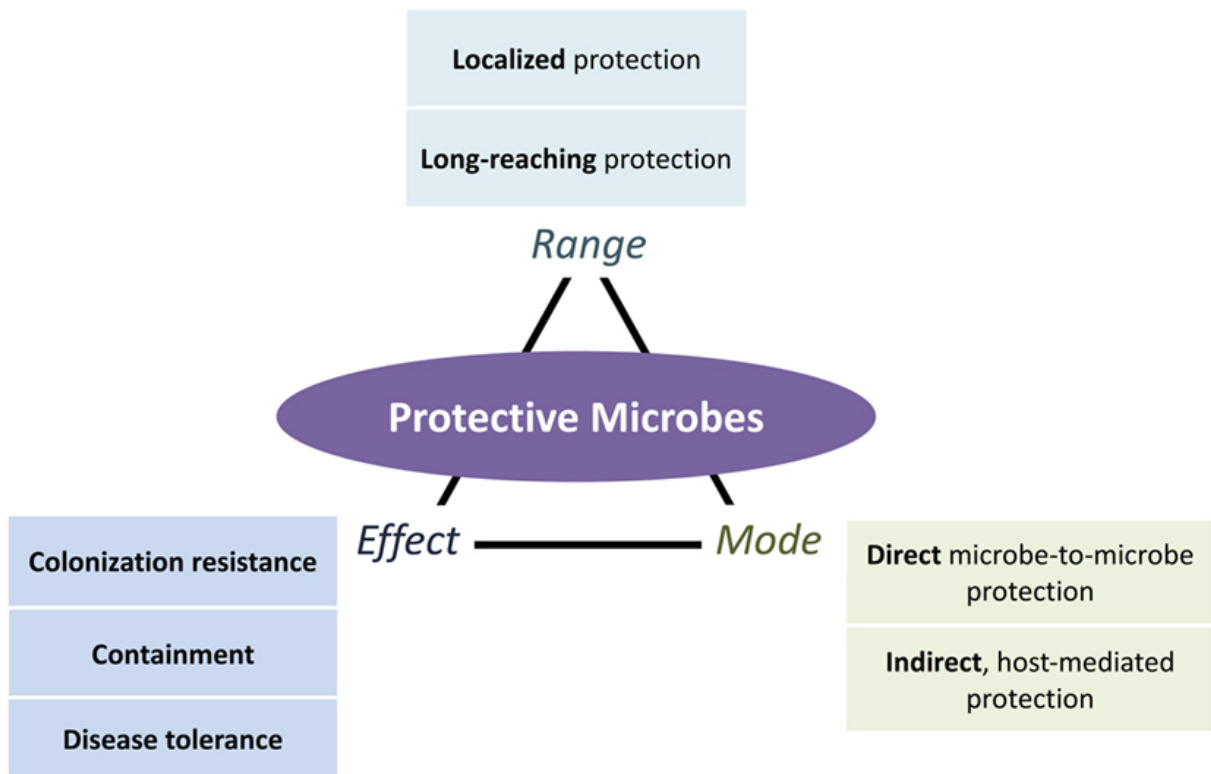 Localized protection
Long-reaching protection
Range
Protective Microbes
Effect
Mode
Colonization resistance
Containment
Disease tolerance
Direct microbe-to-microbe
protection
Indirect, host-mediated
protection